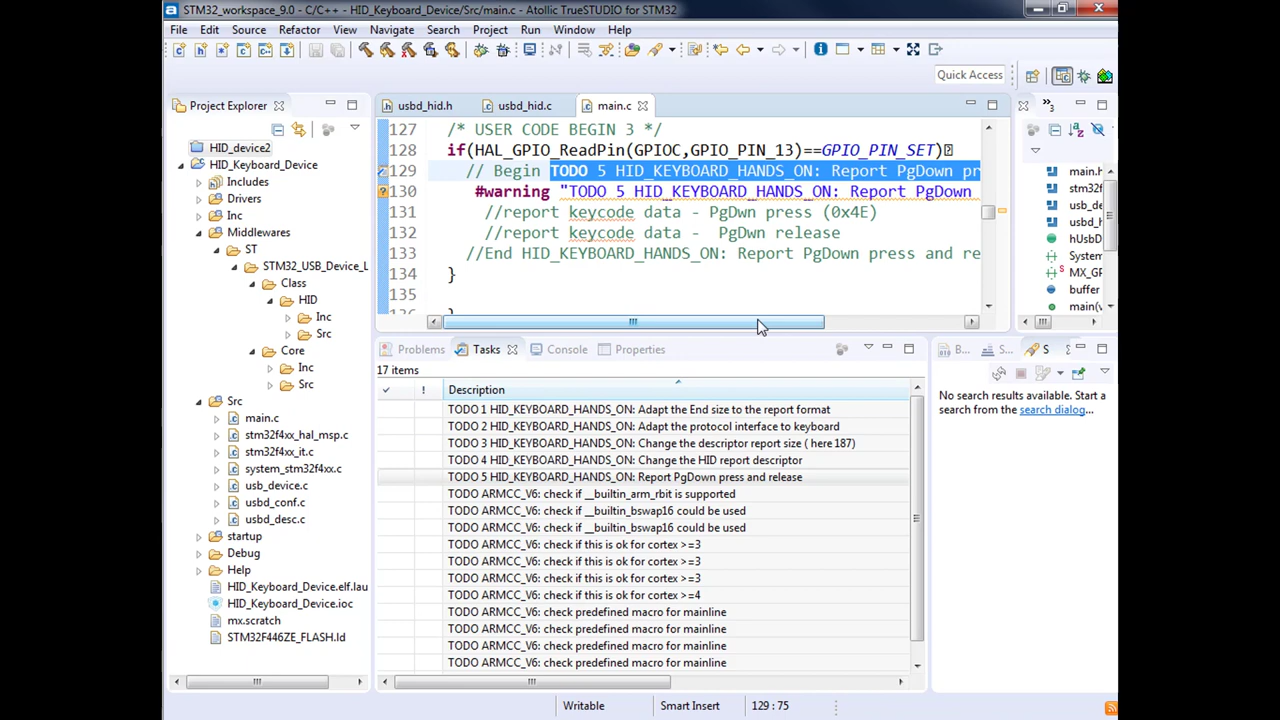 STM32_workspace_9.0 - C/C++ - HID_Keyboard_Device/Src/main.c - Atollic TrueSTUDIO for STM32
File Edit Source Refactor View Navigate Search Project Run Window Help
Quick Access
Project Explorer
HID_device2
HID_Keyboard_Device
Includes
Drivers
Inc
Middlewares
ST
STM32_USB_Device_L
Class
HID
Inc
Src
Core
Inc
Src
Src
main.c
stm32f4xx_hal_msp.c
stm32f4xx_it.c
system_stm32f4xx.c
usb_device.c
usbd_conf.c
usbd_desc.c
startup
Debug
Help
HID_Keyboard_Device.elf.lau
HID_Keyboard_Device.ioc
mx.scratch
STM32F446ZE_FLASH.ld
usbd_hid.h usbd_hid.c main.c
127 /* USER CODE BEGIN 3 */
128 if(HAL_GPIO_ReadPin(GPIOC,GPIO_PIN_13)==GPIO_PIN_SET)
129 // Begin TODO 5 HID_KEYBOARD_HANDS_ON: Report PgDown pr
130 #warning "TODO 5 HID_KEYBOARD_HANDS_ON: Report PgDown
131 //report keycode data - PgDwn press (0x4E)
132 //report keycode data -  PgDwn release
133 //End HID_KEYBOARD_HANDS_ON: Report PgDown press and re
134 }
135
main.h
stm32
usb_de
usbd_h
hUsbD
System
MX_GP
buffer
main(v
Problems Tasks Console Properties
17 items
! Description
TODO 1 HID_KEYBOARD_HANDS_ON: Adapt the End size to the report format
TODO 2 HID_KEYBOARD_HANDS_ON: Adapt the protocol interface to keyboard
TODO 3 HID_KEYBOARD_HANDS_ON: Change the descriptor report size ( here 187)
TODO 4 HID_KEYBOARD_HANDS_ON: Change the HID report descriptor
TODO 5 HID_KEYBOARD_HANDS_ON: Report PgDown press and release
TODO ARMCC_V6: check if __builtin_arm_rbit is supported
TODO ARMCC_V6: check if __builtin_bswap16 could be used
TODO ARMCC_V6: check if __builtin_bswap16 could be used
TODO ARMCC_V6: check if this is ok for cortex >=3
TODO ARMCC_V6: check if this is ok for cortex >=3
TODO ARMCC_V6: check if this is ok for cortex >=3
TODO ARMCC_V6: check if this is ok for cortex >=4
TODO ARMCC_V6: check predefined macro for mainline
TODO ARMCC_V6: check predefined macro for mainline
TODO ARMCC_V6: check predefined macro for mainline
TODO ARMCC_V6: check predefined macro for mainline
B... S... S
No search results available. Start a
search from the search dialog...
Writable Smart Insert 129 : 75